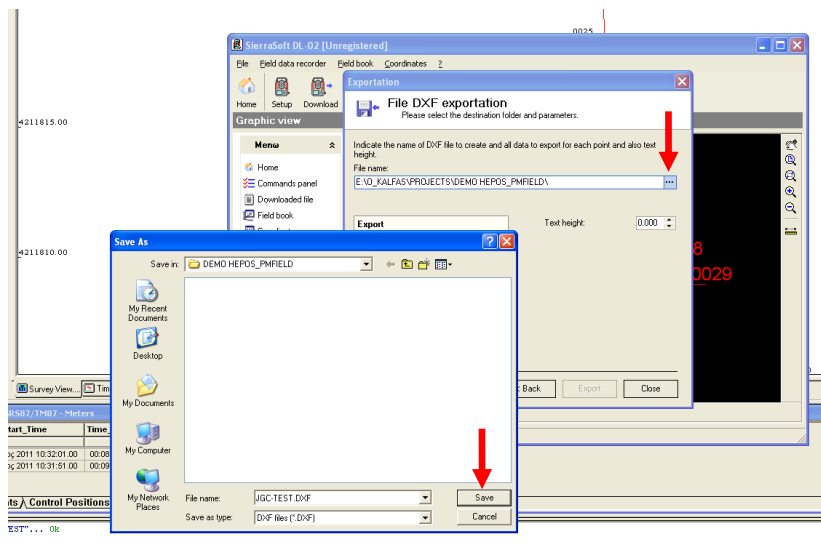 0025
SierraSoft DL-02 [Unregistered]
File Field data recorder Field book Coordinates ?
Home Setup Download
Graphic view
4211815.00
Menu
Home
Commands panel
Downloaded file
Field book
Exportation
File DXF exportation
Please select the destination folder and parameters.
Indicate the name of DXF file to create and all data to export for each point and also text
height.
File name:
E:\O_KALFAS\PROJECTS\DEMO HEPOS_PMFIELD\
...
Export
Text height: 0.000
8
0029
4211810.00
Save As
Save in: DEMO HEPOS_PMFIELD
My Recent
Documents
Desktop
My Documents
My Computer
My Network
Places
File name: JGC-TEST.DXF
Save
Save as type: DXF files (*.DXF)
Cancel
< Back Export Close
Survey View.... Tim
GRS87/TM87 - Meters
tart_Time Time_
ος 2011 10:32:01.00 00:08
ος 2011 10:31:51.00 00:09
ts Control Positions
EST"... Ok